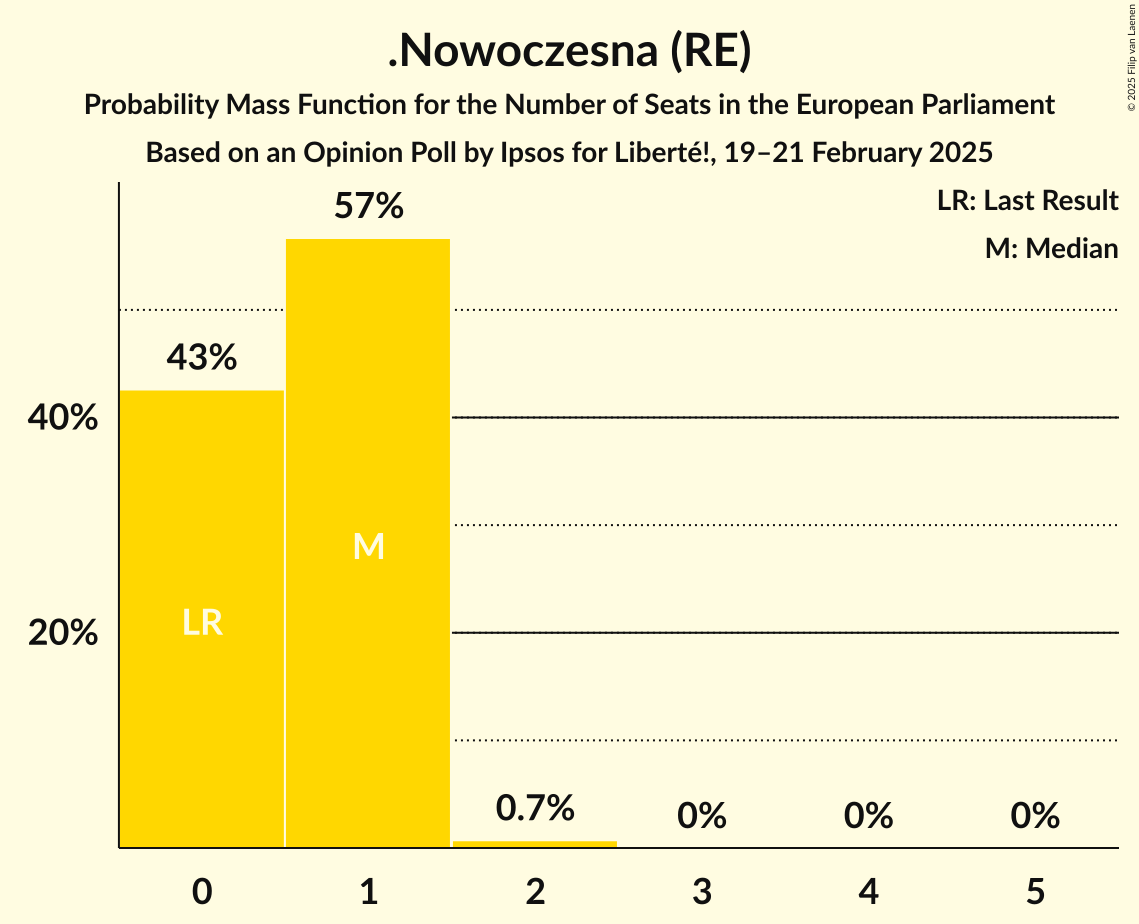 .Nowoczesna (RE)
Probability Mass Function for the Number of Seats in the European Parliament
Based on an Opinion Poll by Ipsos for Liberté!, 19–21 February 2025
© 2025 Filip van Laenen
LR: Last Result
M: Median
57%
43%
40%
M
LR
20%
0.7%
0%
0%
0%
0
1
2
3
4
5